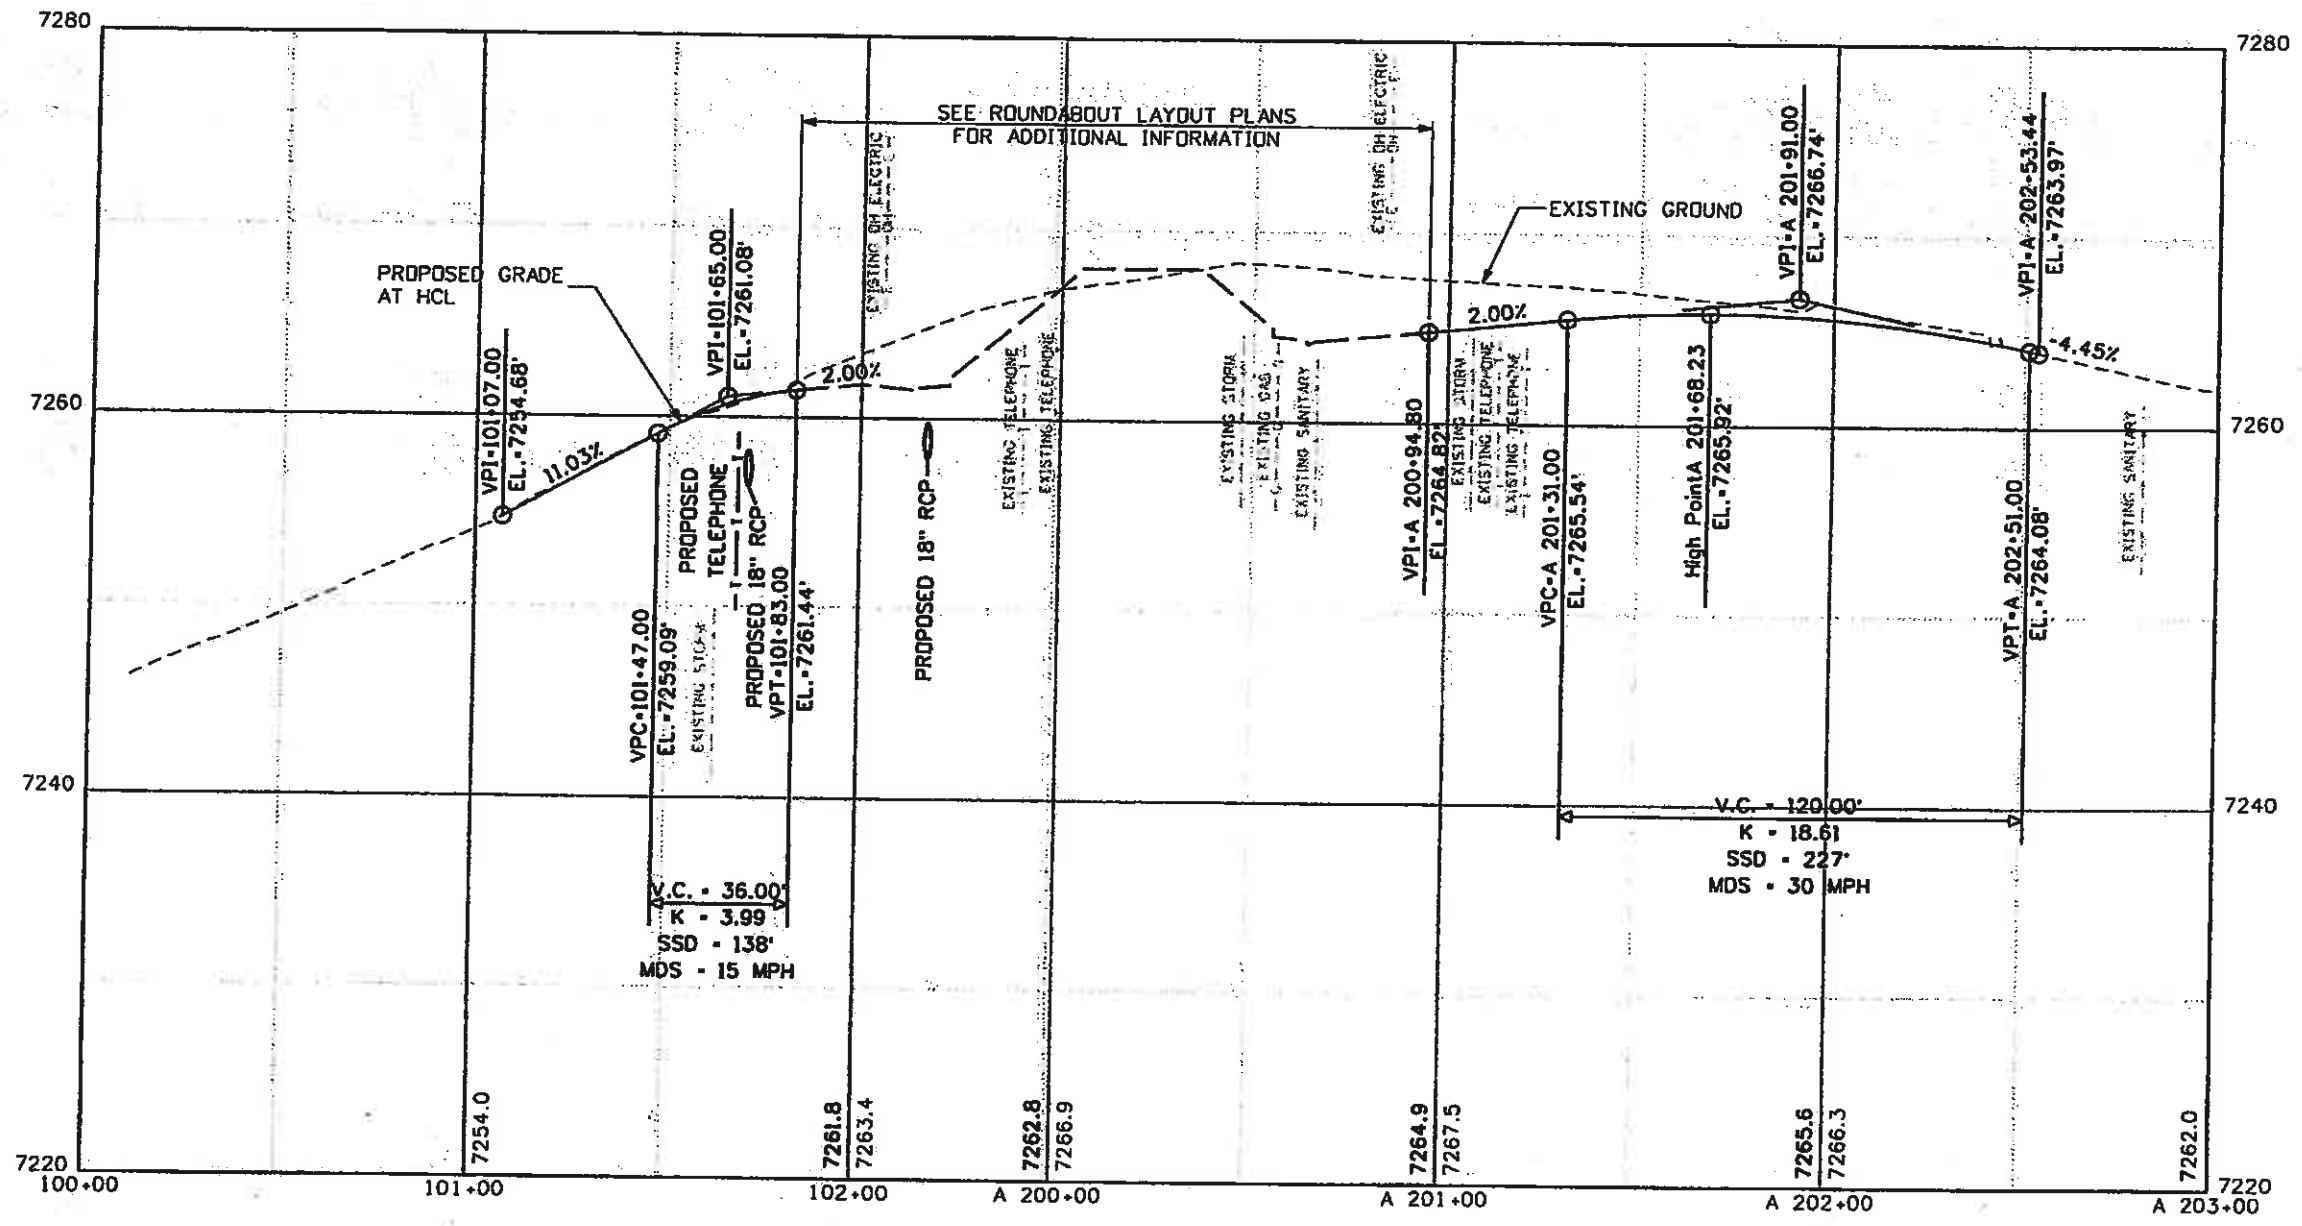 7280
7280
SEE ROUNDABOUT LAYOUT PLANS
FOR ADDITIONAL INFORMATION
EXISTING OH ELECTRIC
EXISTING OH ELECTRIC
EXISTING GROUND
PROPOSED GRADE
AT HCL
VPI=101+07.00
EL.=7254.68'
11.03%
VPI=101+65.00
EL.=7261.08'
2.00%
2.00%
VPI=A 201+91.00
EL.=7266.74'
VPI=A 202+53.44
EL.=7263.97'
-4.45%
7260
7260
VPC=101+47.00
EL.=7259.09'
EXISTING STORM
PROPOSED
TELEPHONE
PROPOSED 18" RCP
VPT=101+83.00
EL.=7261.44'
PROPOSED 18" RCP
EXISTING TELEPHONE
EXISTING TELEPHONE
EXISTING STORM
EXISTING GAS
EXISTING SANITARY
VPI=A 200+94.80
EL.=7264.82'
EXISTING STORM
EXISTING TELEPHONE
EXISTING TELEPHONE
VPC=A 201+31.00
EL.=7265.54'
High PointA 201+68.23
EL.=7265.92'
VPT=A 202+51.00
EL.=7264.08'
EXISTING SANITARY
7240
7240
V.C. = 36.00'
K = 3.99
SSD = 138'
MDS = 15 MPH
V.C. = 120.00'
K = 18.61
SSD = 227'
MDS = 30 MPH
7254.0
7261.8
7263.4
7262.8
7266.9
7264.9
7267.5
7265.6
7266.3
7262.0
7220
7220
100+00
101+00
102+00
A 200+00
A 201+00
A 202+00
A 203+00